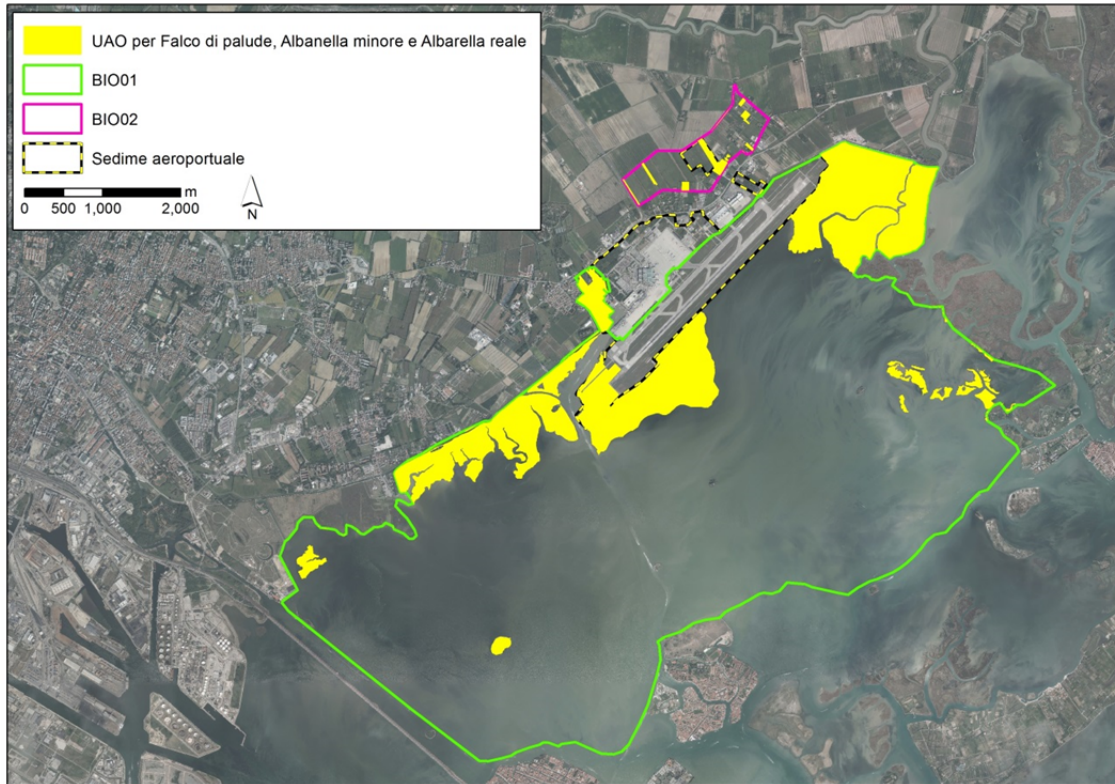 UAO per Falco di palude, Albanella minore e Albarella reale
BIO01
BIO02
Sedime aeroportuale
m
0 500 1,000 2,000
N